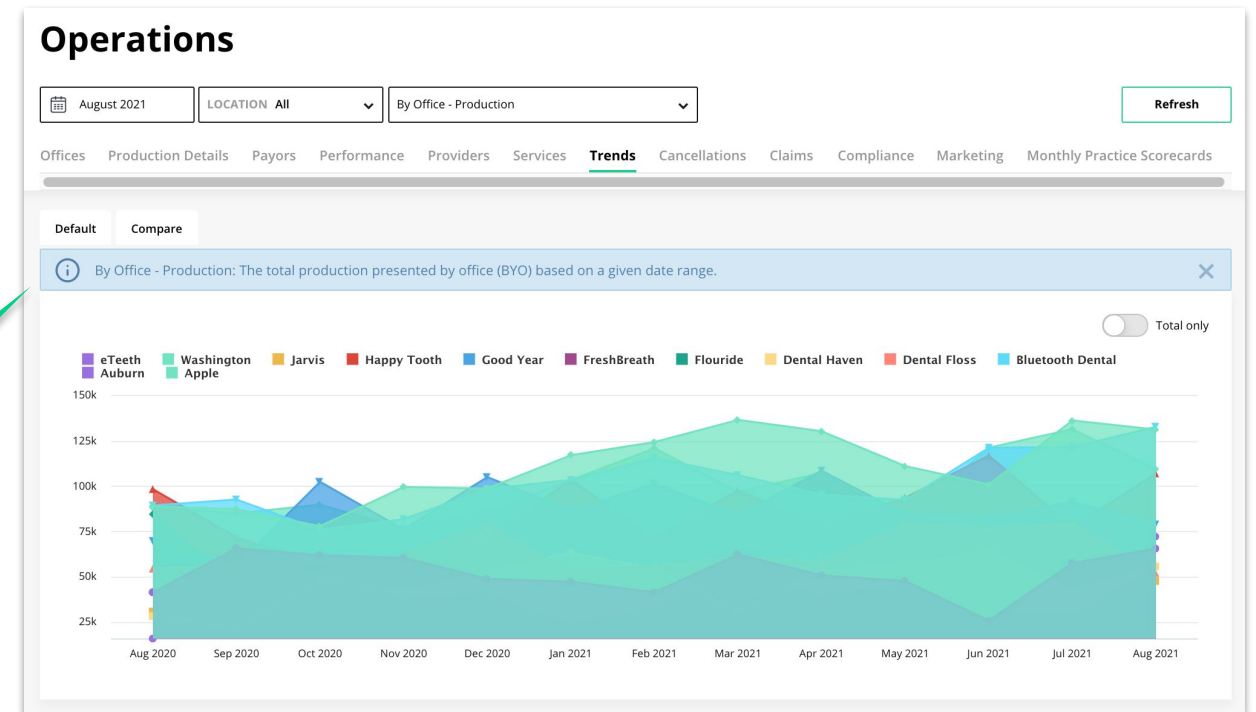 Operations
August 2021 LOCATION All By Office - Production Refresh
Offices Production Details Payors Performance Providers Services Trends Cancellations Claims Compliance Marketing Monthly Practice Scorecards
Default Compare
By Office - Production: The total production presented by office (BYO) based on a given date range.
Total only
eTeeth Washington Jarvis Happy Tooth Good Year FreshBreath Flouride Dental Haven Dental Floss Bluetooth Dental
Auburn Apple
150k
125k
100k
75k
50k
25k
Aug 2020 Sep 2020 Oct 2020 Nov 2020 Dec 2020 Jan 2021 Feb 2021 Mar 2021 Apr 2021 May 2021 Jun 2021 Jul 2021 Aug 2021